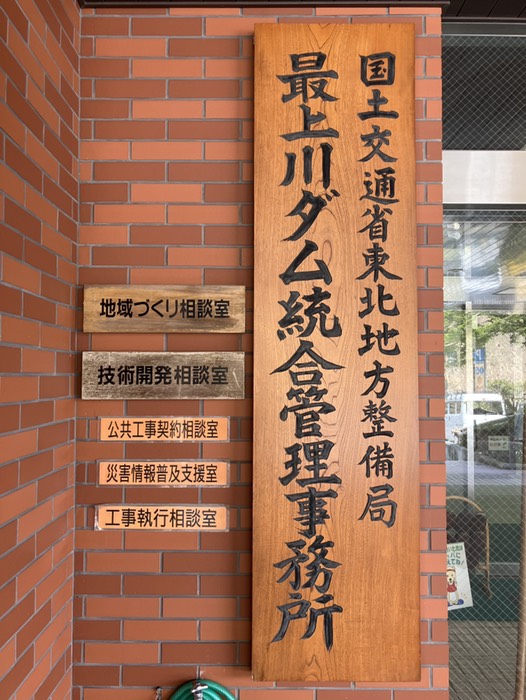 国土交通省東北地方整備局
最上川ダム統合管理事務所
地域づくり相談室
技術開発相談室
公共工事契約相談室
災害情報普及支援室
工事執行相談室